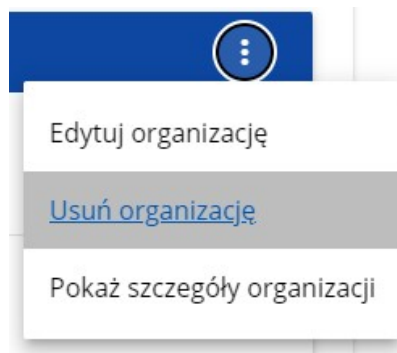 Edytuj organizację
Usuń organizację
Pokaż szczegóły organizacji